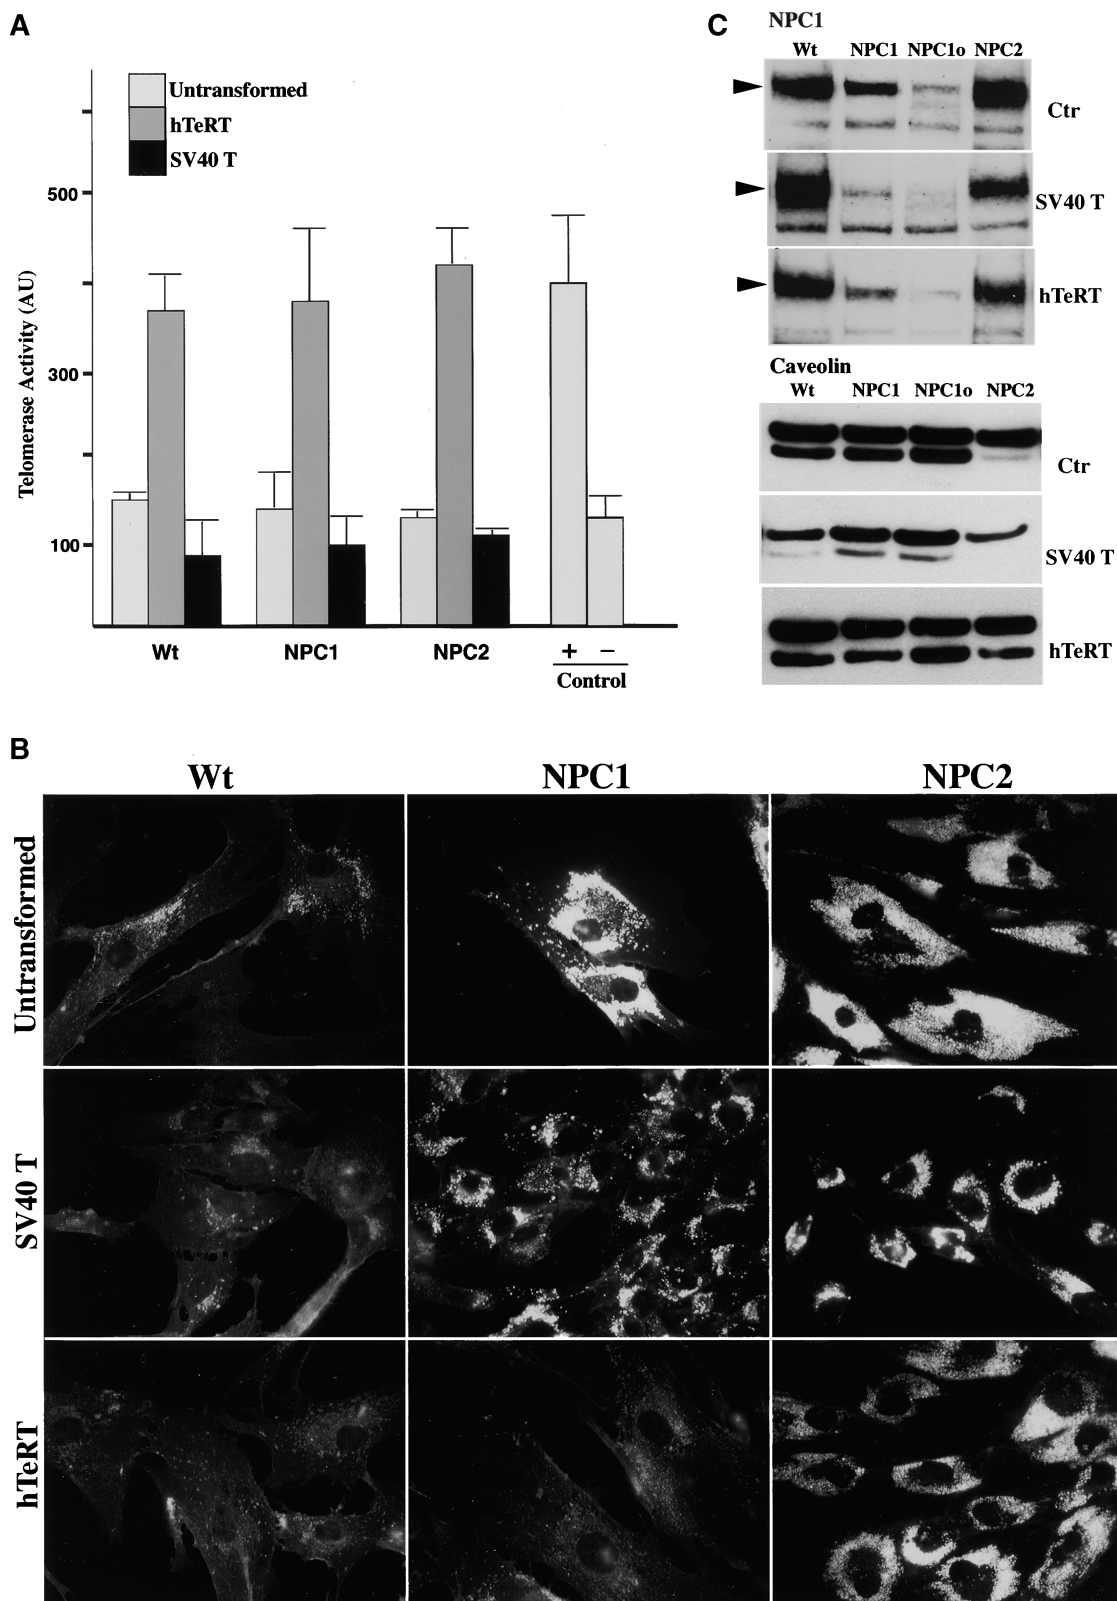 A
Untransformed
hTeRT
SV40 T
500
300
100
Telomerase Activity (AU)
Wt
NPC1
NPC2
+
−
Control
C
NPC1
Wt
NPC1
NPC1o
NPC2
Ctr
SV40 T
hTeRT
Caveolin
Wt
NPC1
NPC1o
NPC2
Ctr
SV40 T
hTeRT
B
Wt
NPC1
NPC2
Untransformed
SV40 T
hTeRT